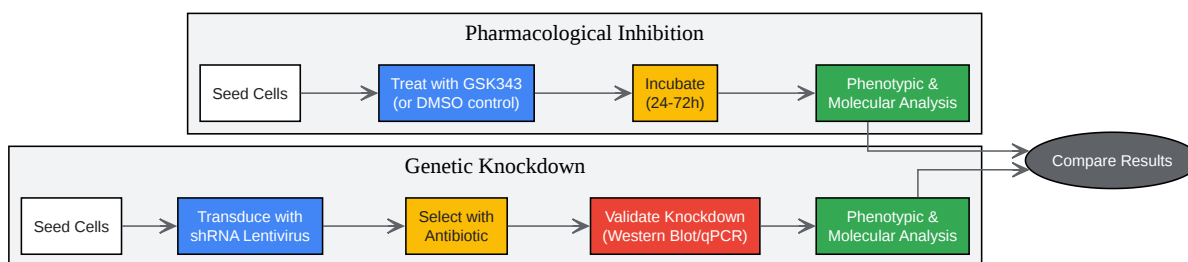 Pharmacological Inhibition
Seed Cells
Treat with GSK343
(or DMSO control)
Incubate
(24-72h)
Phenotypic &
Molecular Analysis
Compare Results
Genetic Knockdown
Seed Cells
Transduce with
shRNA Lentivirus
Select with
Antibiotic
Validate Knockdown
(Western Blot/qPCR)
Phenotypic &
Molecular Analysis